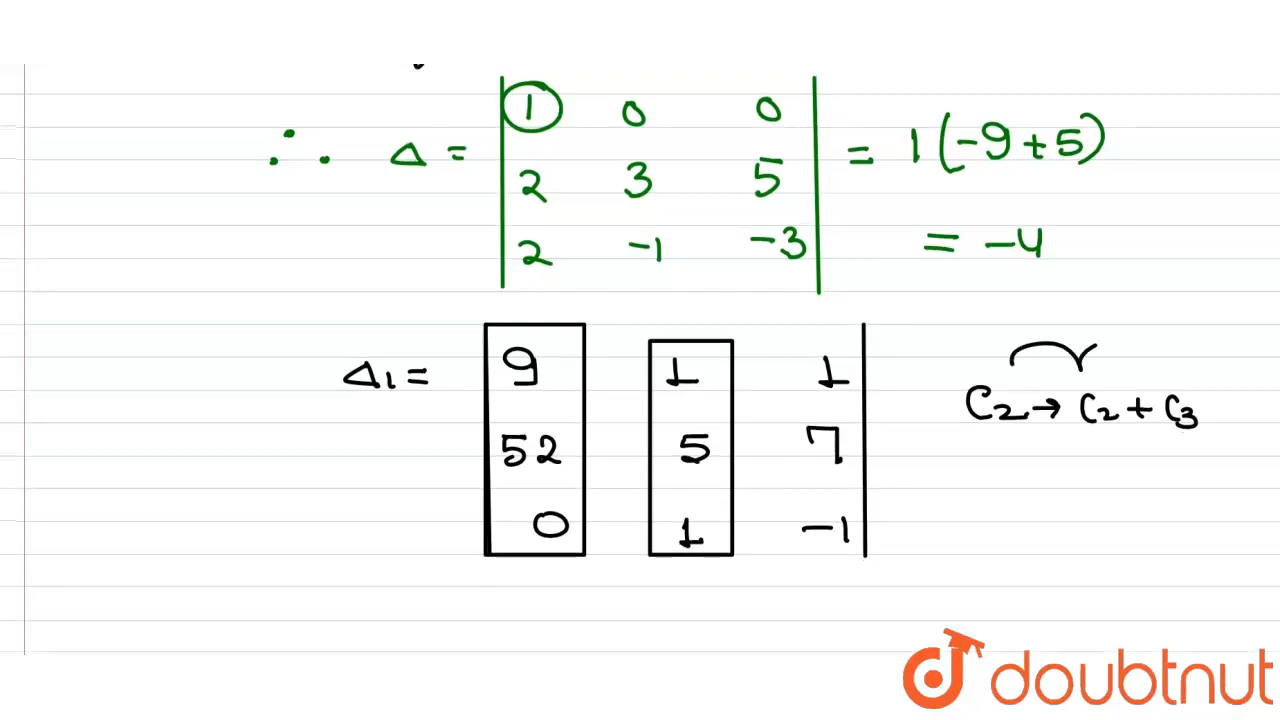 ∴ Δ = | 1 0 0 | = 1(-9+5)
| 2 3 5 |
| 2 -1 -3 | = -4
Δ1 = | 9 1 1 | C2 → C2 + C3
| 52 5 7 |
| 0 1 -1 |
doubtnut